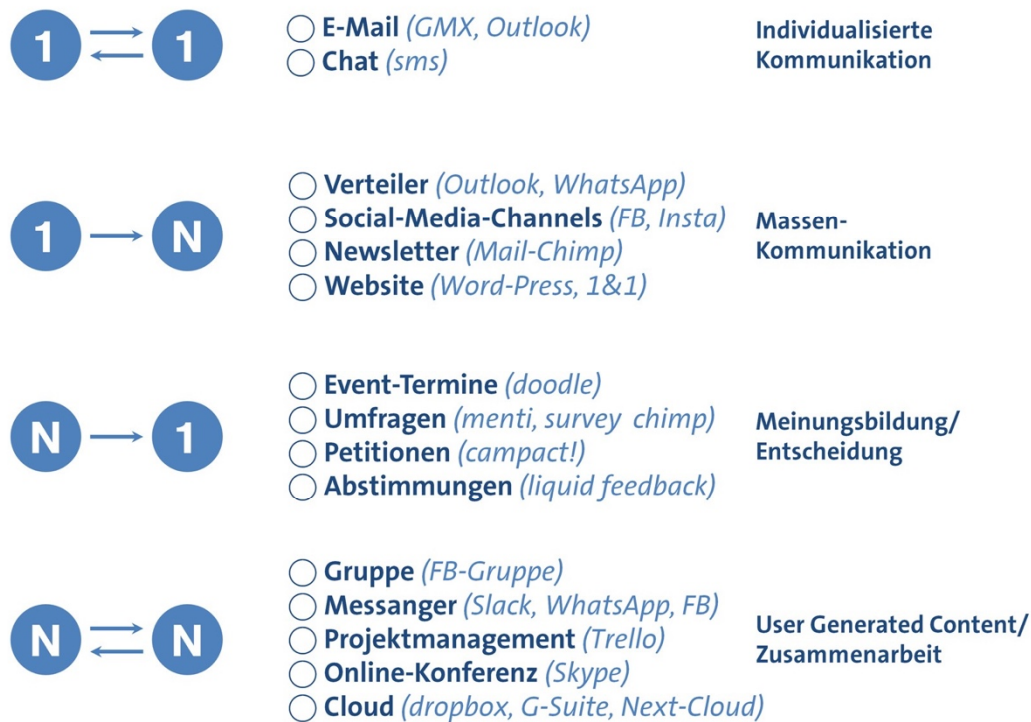 1 1
E-Mail (GMX, Outlook)
Chat (sms)
Individualisierte
Kommunikation
1 N
Verteiler (Outlook, WhatsApp)
Social-Media-Channels (FB, Insta)
Newsletter (Mail-Chimp)
Website (Word-Press, 1&1)
Massen-
Kommunikation
N 1
Event-Termine (doodle)
Umfragen (menti, survey chimp)
Petitionen (campact!)
Abstimmungen (liquid feedback)
Meinungsbildung/
Entscheidung
N N
Gruppe (FB-Gruppe)
Messanger (Slack, WhatsApp, FB)
Projektmanagement (Trello)
Online-Konferenz (Skype)
Cloud (dropbox, G-Suite, Next-Cloud)
User Generated Content/
Zusammenarbeit